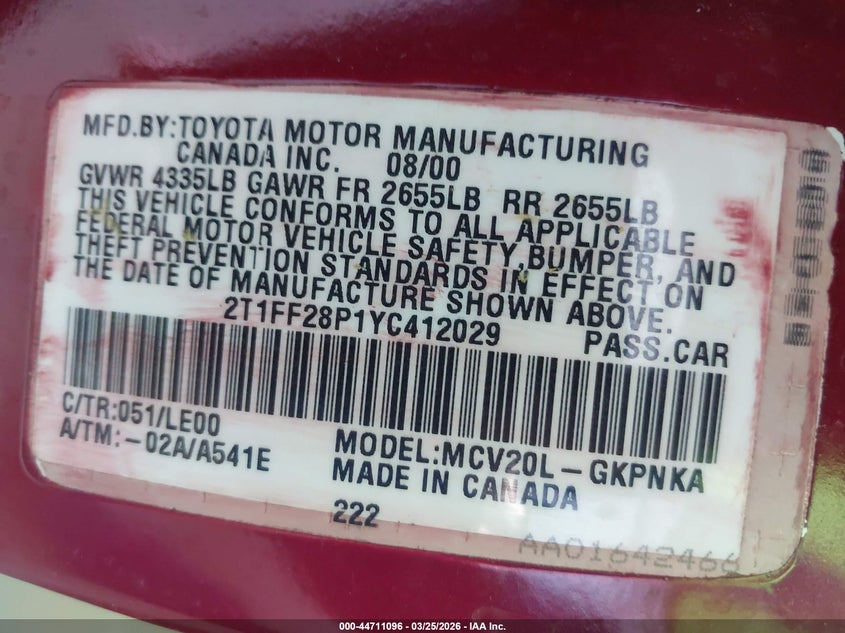 MFD.BY:TOYOTA MOTOR MANUFACTURING
CANADA INC. 08/00
GVWR 4335LB GAWR FR 2655LB RR 2655LB
THIS VEHICLE CONFORMS TO ALL APPLICABLE
FEDERAL MOTOR VEHICLE SAFETY,BUMPER, AND
THEFT PREVENTION STANDARDS IN EFFECT ON
THE DATE OF MANUFACTURE SHOWN ABOVE.
2T1FF28P1YC412029 PASS.CAR
C/TR:051/LE00
A/TM:-02A/A541E
MODEL:MCV20L-GKPNKA
MADE IN CANADA
222
AA01642466
000-44711096 - 03/25/2026 - IAA Inc.